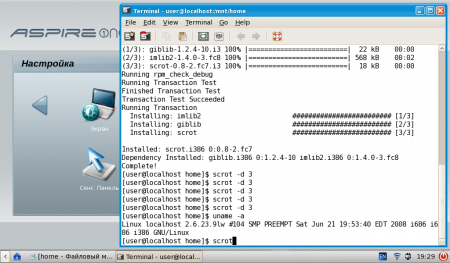 ASPIRE one
Настройка
Экран
Сенс. Панель
Terminal - user@localhost:/mnt/home
File Edit View Terminal Go Help
(1/3): giblib-1.2.4-10.i3 100% |=========================| 22 kB 00:00
(2/3): imlib2-1.4.0-3.fc8 100% |=========================| 568 kB 00:02
(3/3): scrot-0.8-2.fc7.i3 100% |=========================| 18 kB 00:00
Running rpm_check_debug
Running Transaction Test
Finished Transaction Test
Transaction Test Succeeded
Running Transaction
Installing: imlib2 ######################### [1/3]
Installing: giblib ######################### [2/3]
Installing: scrot ######################### [3/3]
Installed: scrot.i386 0:0.8-2.fc7
Dependency Installed: giblib.i386 0:1.2.4-10 imlib2.i386 0:1.4.0-3.fc8
Complete!
[user@localhost home]$ scrot -d 3
[user@localhost home]$ scrot -d 3
[user@localhost home]$ scrot -d 3
[user@localhost home]$ scrot -d 3
[user@localhost home]$ uname -a
Linux localhost 2.6.23.9lw #104 SMP PREEMPT Sat Jun 21 19:53:40 EDT 2008 i686 i6
86 i386 GNU/Linux
[user@localhost home]$ scrot
[home - Файловый м...
Terminal - user@local...
EN
19:29